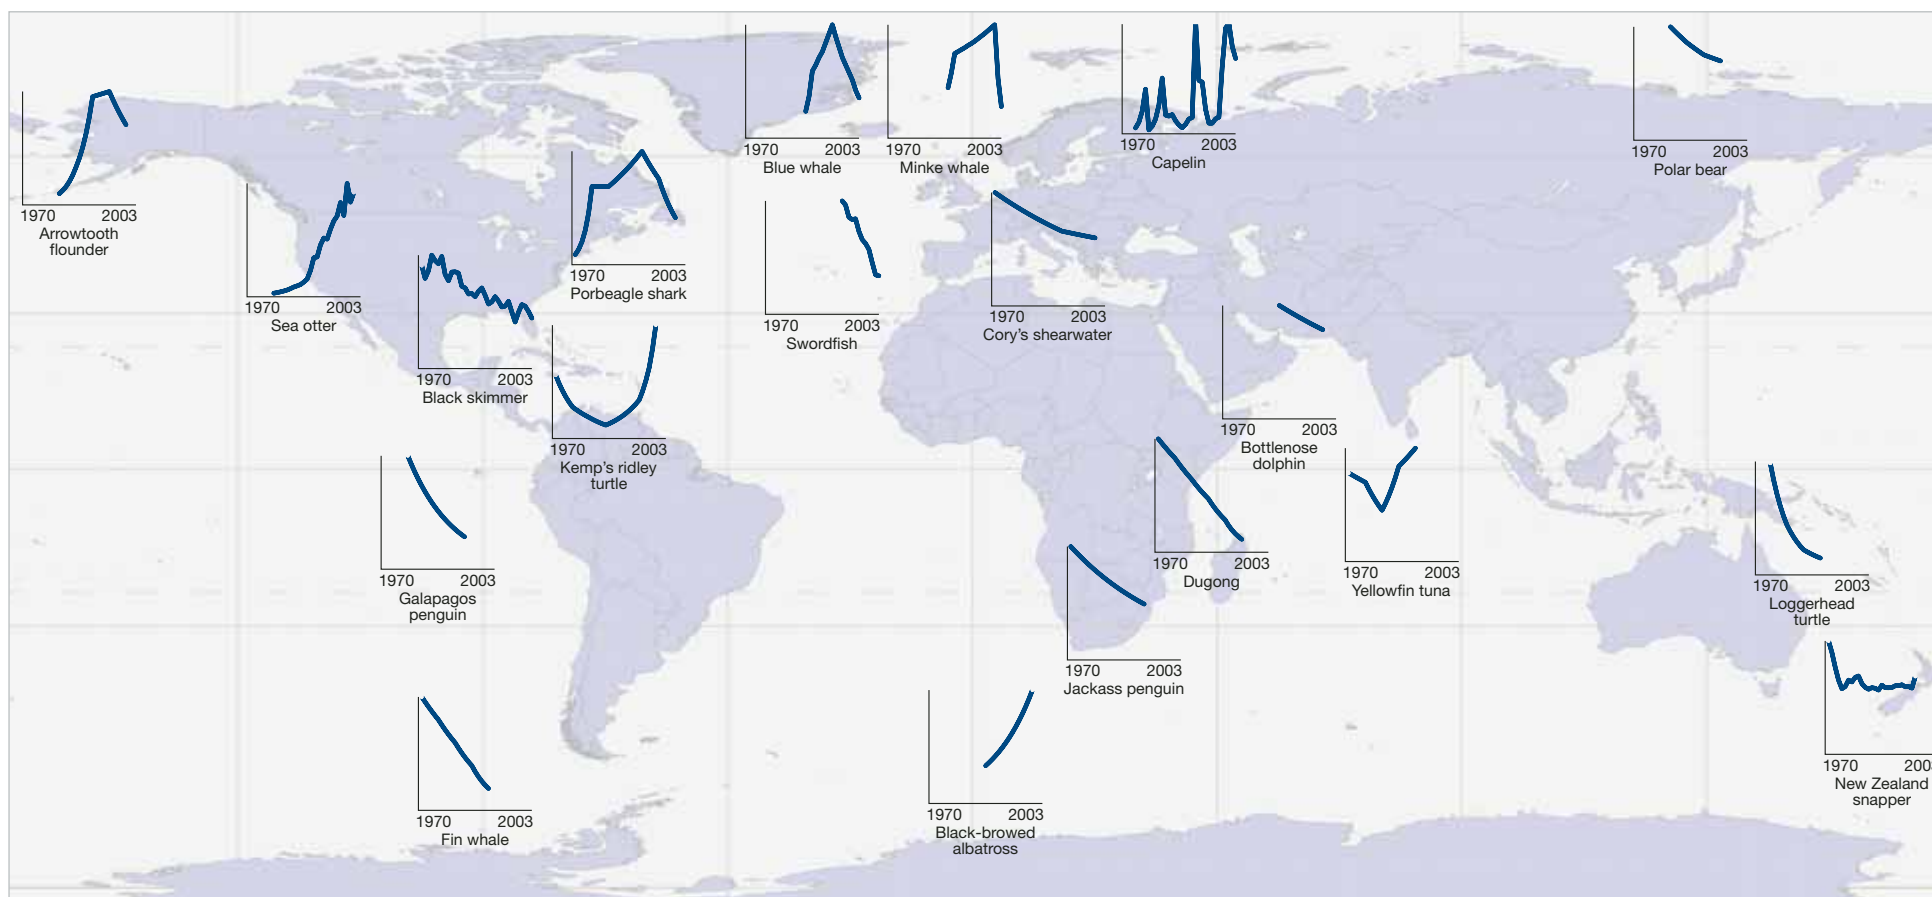 1970 2003
Blue whale
1970 2003
Minke whale
1970 2003
Capelin
1970 2003
Polar bear
1970 2003
Arrowtooth
flounder
1970 2003
Sea otter
1970 2003
Porbeagle shark
1970 2003
Swordfish
1970 2003
Cory's shearwater
1970 2003
Black skimmer
1970 2003
Kemp's ridley
turtle
1970 2003
Bottlenose
dolphin
1970 2003
Galapagos
penguin
1970 2003
Dugong
1970 2003
Yellowfin tuna
1970 2003
Loggerhead
turtle
1970 2003
Jackass penguin
1970 200
New Zealand
snapper
1970 2003
Fin whale
1970 2003
Black-browed
albatross